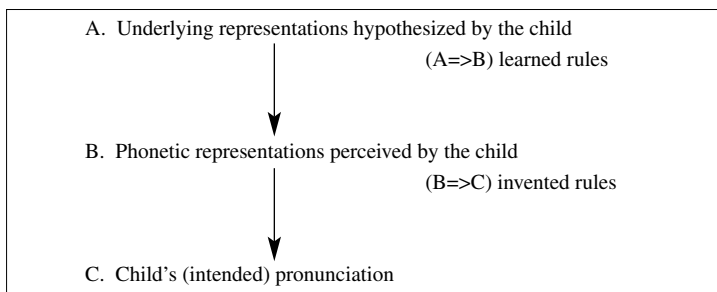 A. Underlying representations hypothesized by the child
(A=>B) learned rules
B. Phonetic representations perceived by the child
(B=>C) invented rules
C. Child's (intended) pronunciation